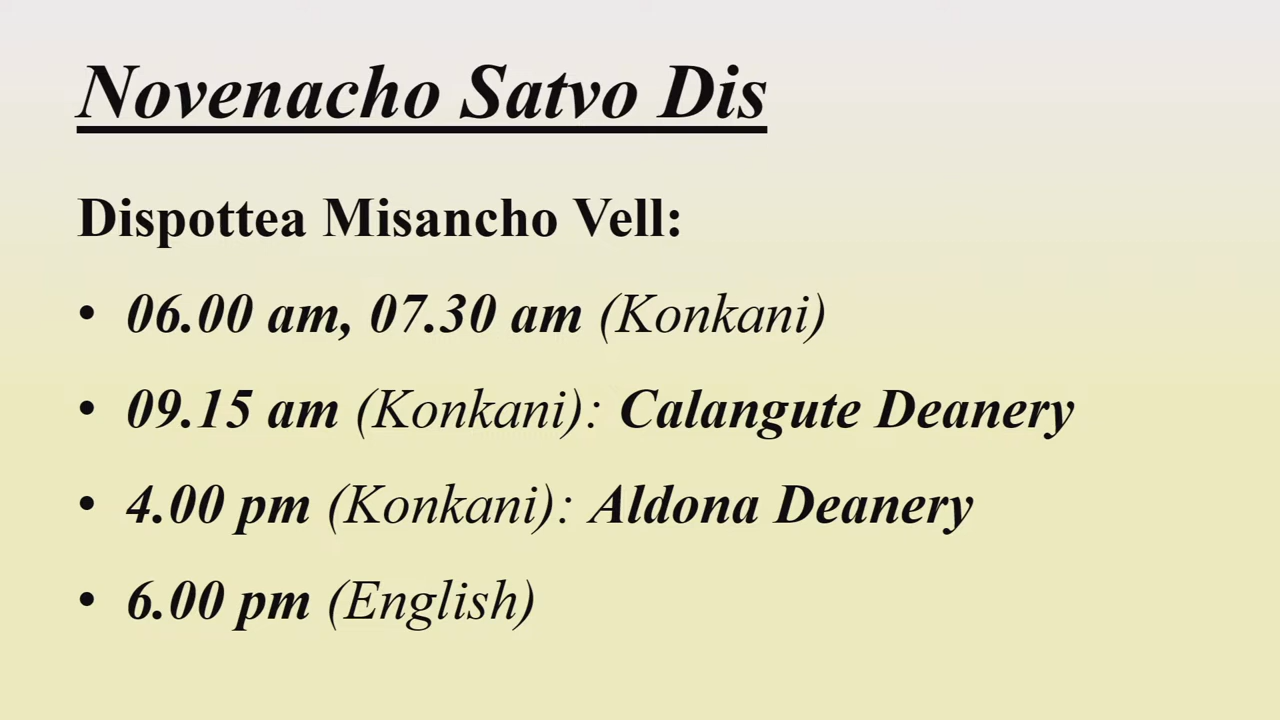 Novenacho Satvo Dis
Dispottea Misancho Vell:
• 06.00 am, 07.30 am (Konkani)
• 09.15 am (Konkani): Calangute Deanery
• 4.00 pm (Konkani): Aldona Deanery
• 6.00 pm (English)